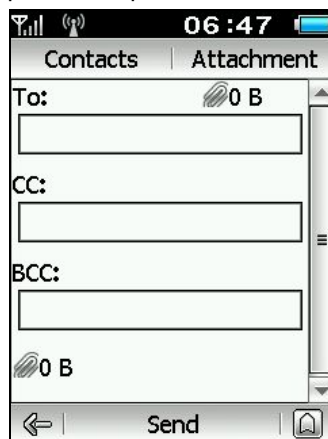 06:47
Contacts Attachment
To: 0 B
CC:
BCC:
0 B
Send